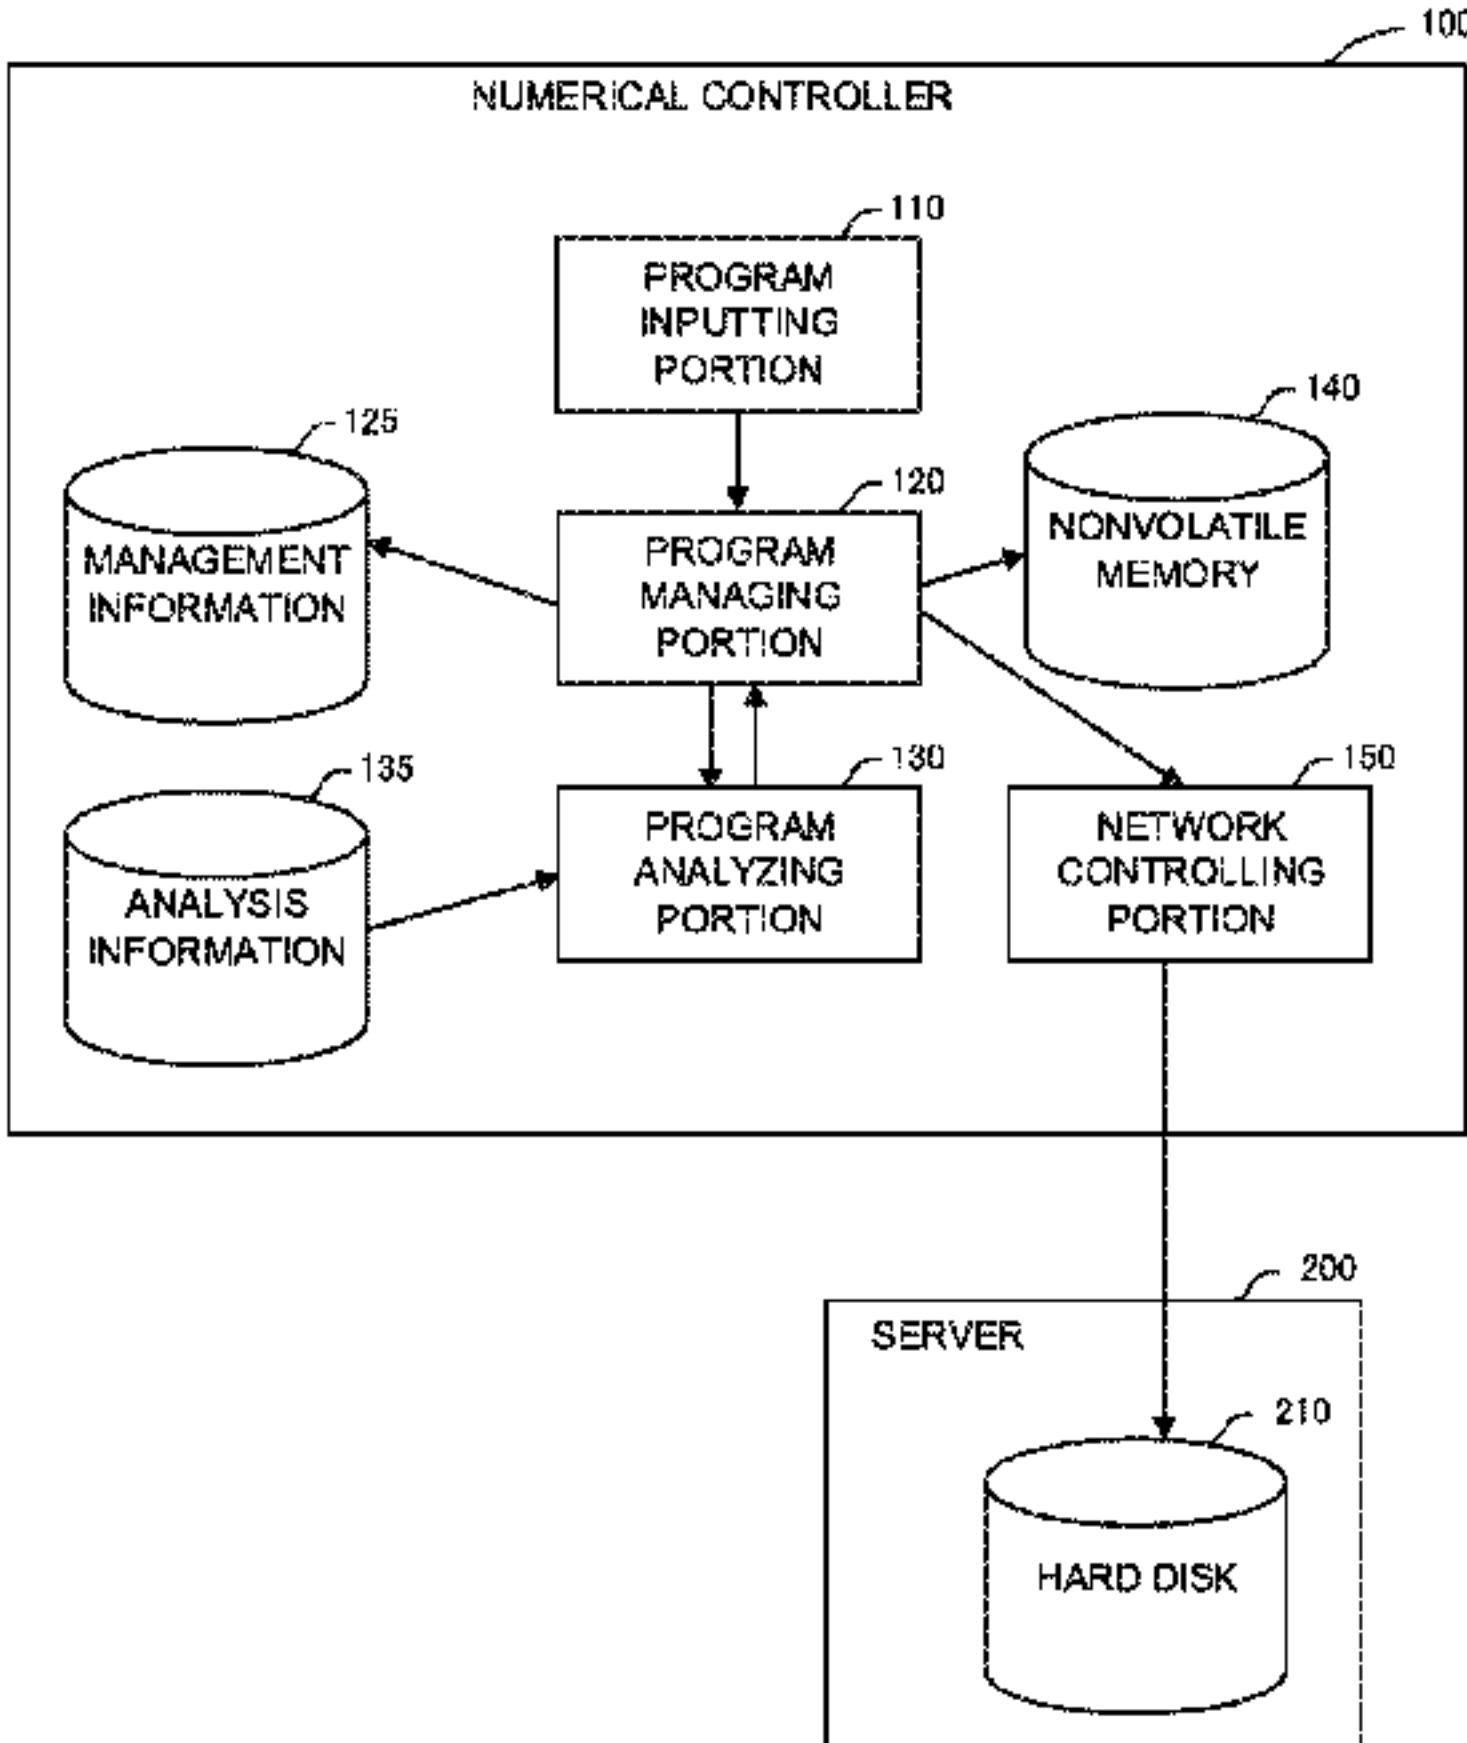 100
NUMERICAL CONTROLLER
110
PROGRAM
INPUTTING
PORTION
125
MANAGEMENT
INFORMATION
120
PROGRAM
MANAGING
PORTION
140
NONVOLATILE
MEMORY
135
ANALYSIS
INFORMATION
130
PROGRAM
ANALYZING
PORTION
150
NETWORK
CONTROLLING
PORTION
200
SERVER
210
HARD DISK